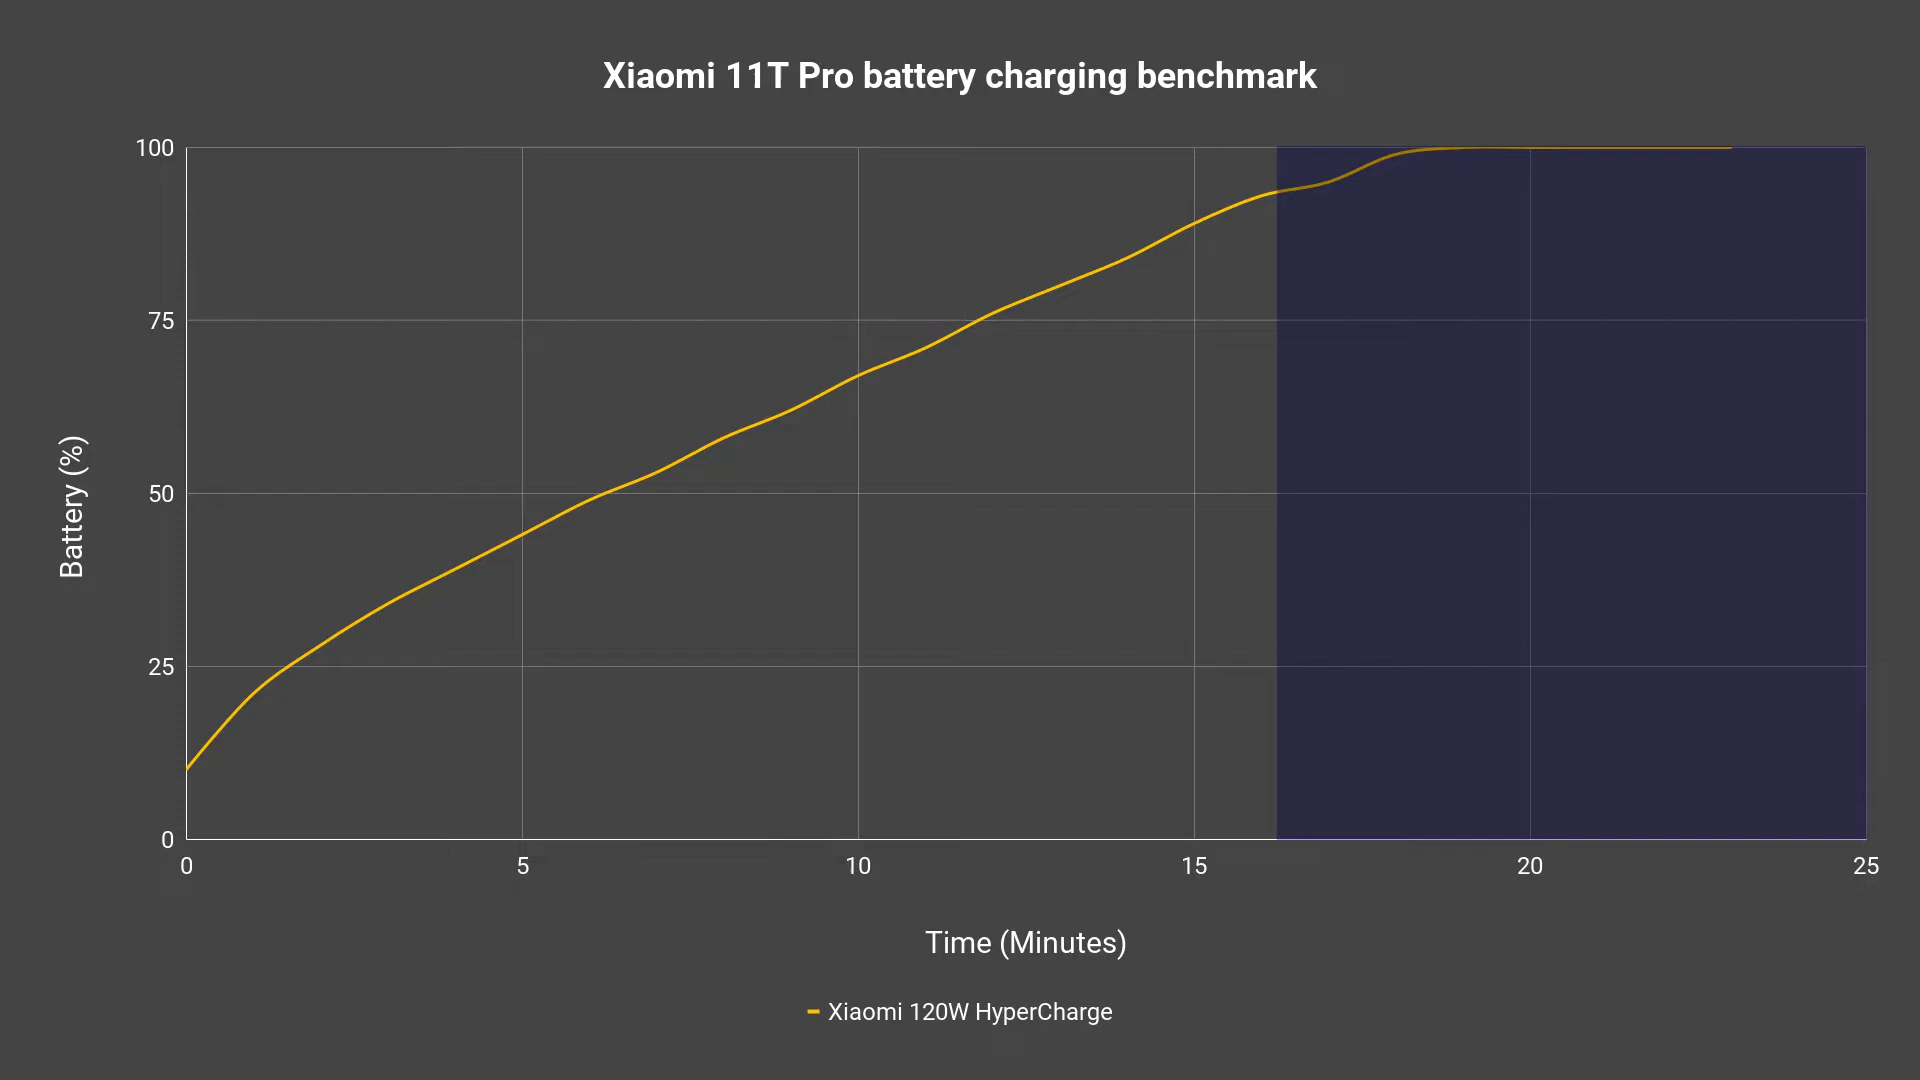 Xiaomi 11T Pro battery charging benchmark
100
75
50
25
0
Battery (%)
0 5 10 15 20 25
Time (Minutes)
Xiaomi 120W HyperCharge